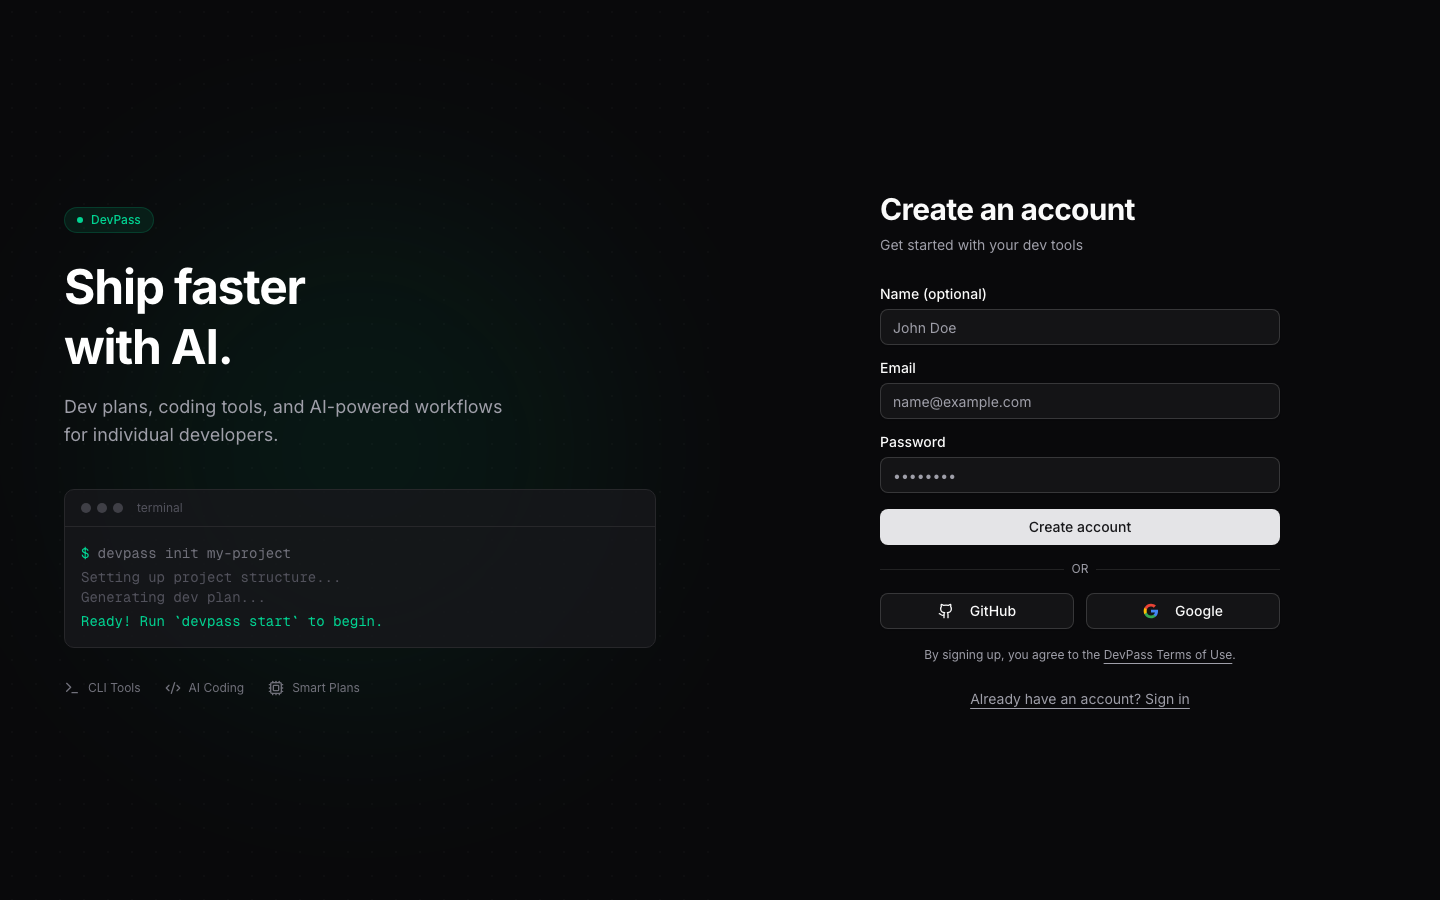 DevPass
Ship faster
with AI.
Dev plans, coding tools, and AI-powered workflows
for individual developers.
terminal
$ devpass init my-project
Setting up project structure...
Generating dev plan...
Ready! Run `devpass start` to begin.
CLI Tools
AI Coding
Smart Plans
Create an account
Get started with your dev tools
Name (optional)
John Doe
Email
name@example.com
Password
••••••••
Create account
OR
GitHub
Google
By signing up, you agree to the DevPass Terms of Use.
Already have an account? Sign in